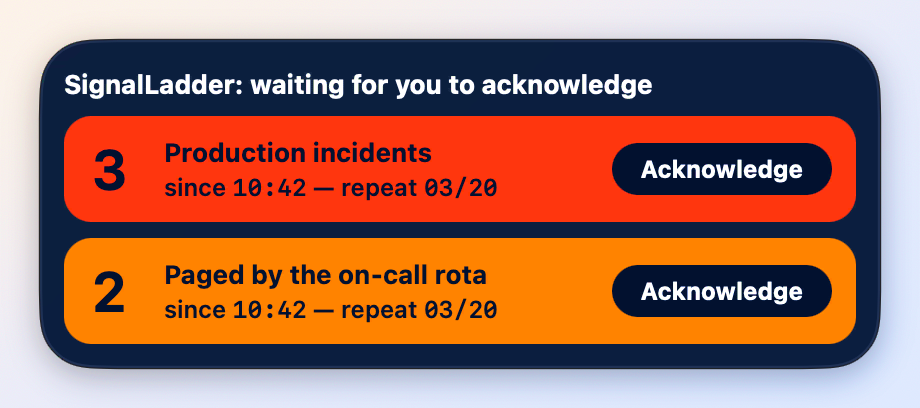 SignalLadder: waiting for you to acknowledge
3
Production incidents
since 10:42 — repeat 03/20
Acknowledge
2
Paged by the on-call rota
since 10:42 — repeat 03/20
Acknowledge